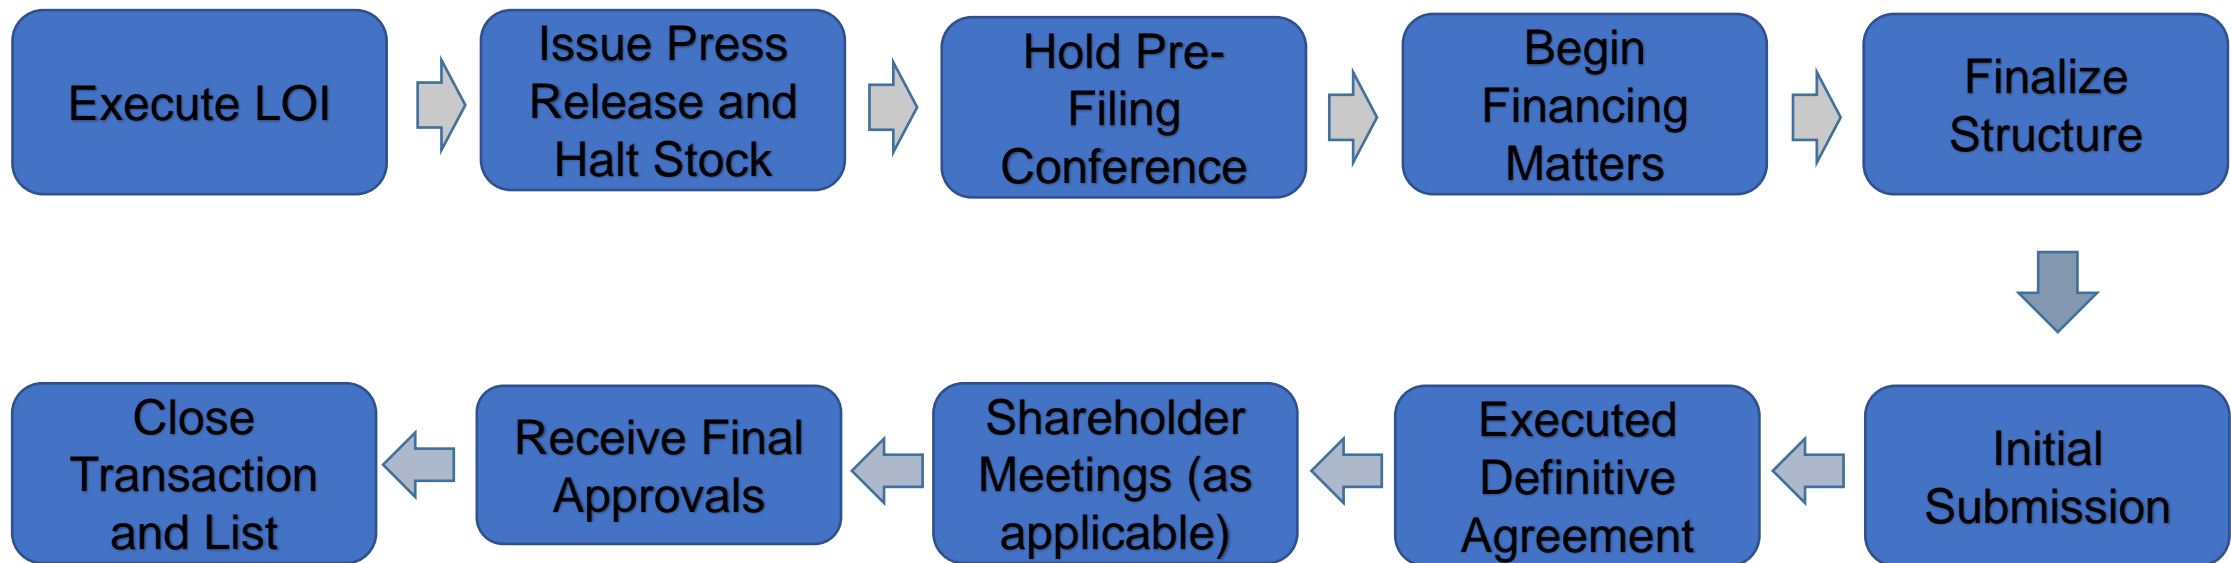 Execute LOI
Issue Press
Release and
Halt Stock
Hold Pre-
Filing
Conference
Begin
Financing
Matters
Finalize
Structure
Initial
Submission
Executed
Definitive
Agreement
Shareholder
Meetings (as
applicable)
Receive Final
Approvals
Close
Transaction
and List